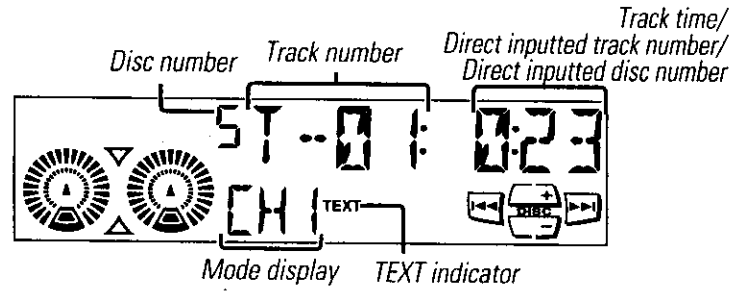 Track time/
Direct inputted track number/
Direct inputted disc number
Disc number
Track number
5 T--01: 0:23
CH1 TEXT
+
DISC
-
Mode display
TEXT indicator